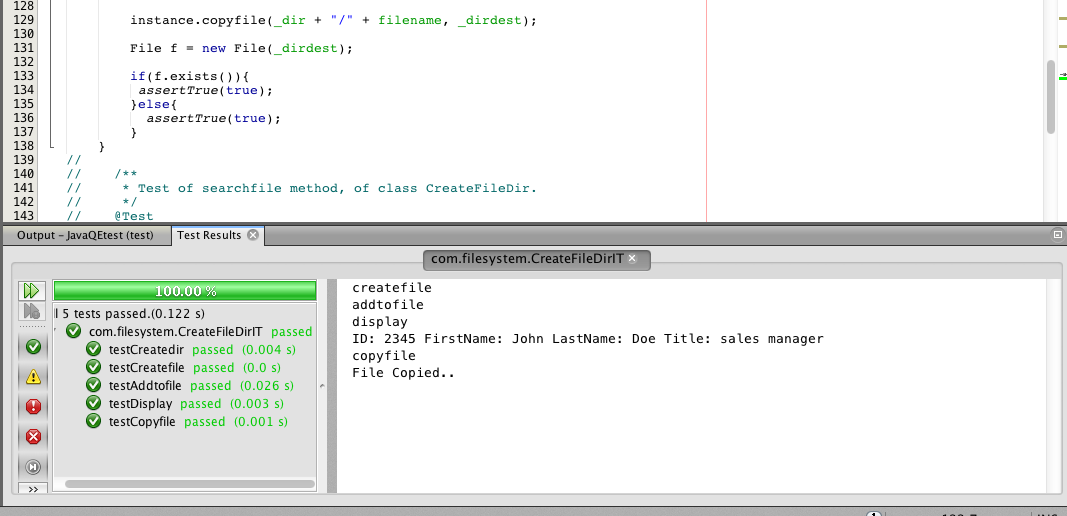 128
129 instance.copyfile(_dir + "/" + filename, _dirdest);
130
131 File f = new File(_dirdest);
132
133 if(f.exists()){
134 assertTrue(true);
135 }else{
136 assertTrue(true);
137 }
138 }
139 //
140 // /**
141 // * Test of searchfile method, of class CreateFileDir.
142 // */
143 // @Test
Output - JavaQEtest (test) Test Results
com.filesystem.CreateFileDirIT
100.00 %
l 5 tests passed.(0.122 s)
com.filesystem.CreateFileDirIT passed
testCreatedir passed (0.004 s)
testCreatefile passed (0.0 s)
testAddtofile passed (0.026 s)
testDisplay passed (0.003 s)
testCopyfile passed (0.001 s)
>>
createfile
addtofile
display
ID: 2345 FirstName: John LastName: Doe Title: sales manager
copyfile
File Copied..